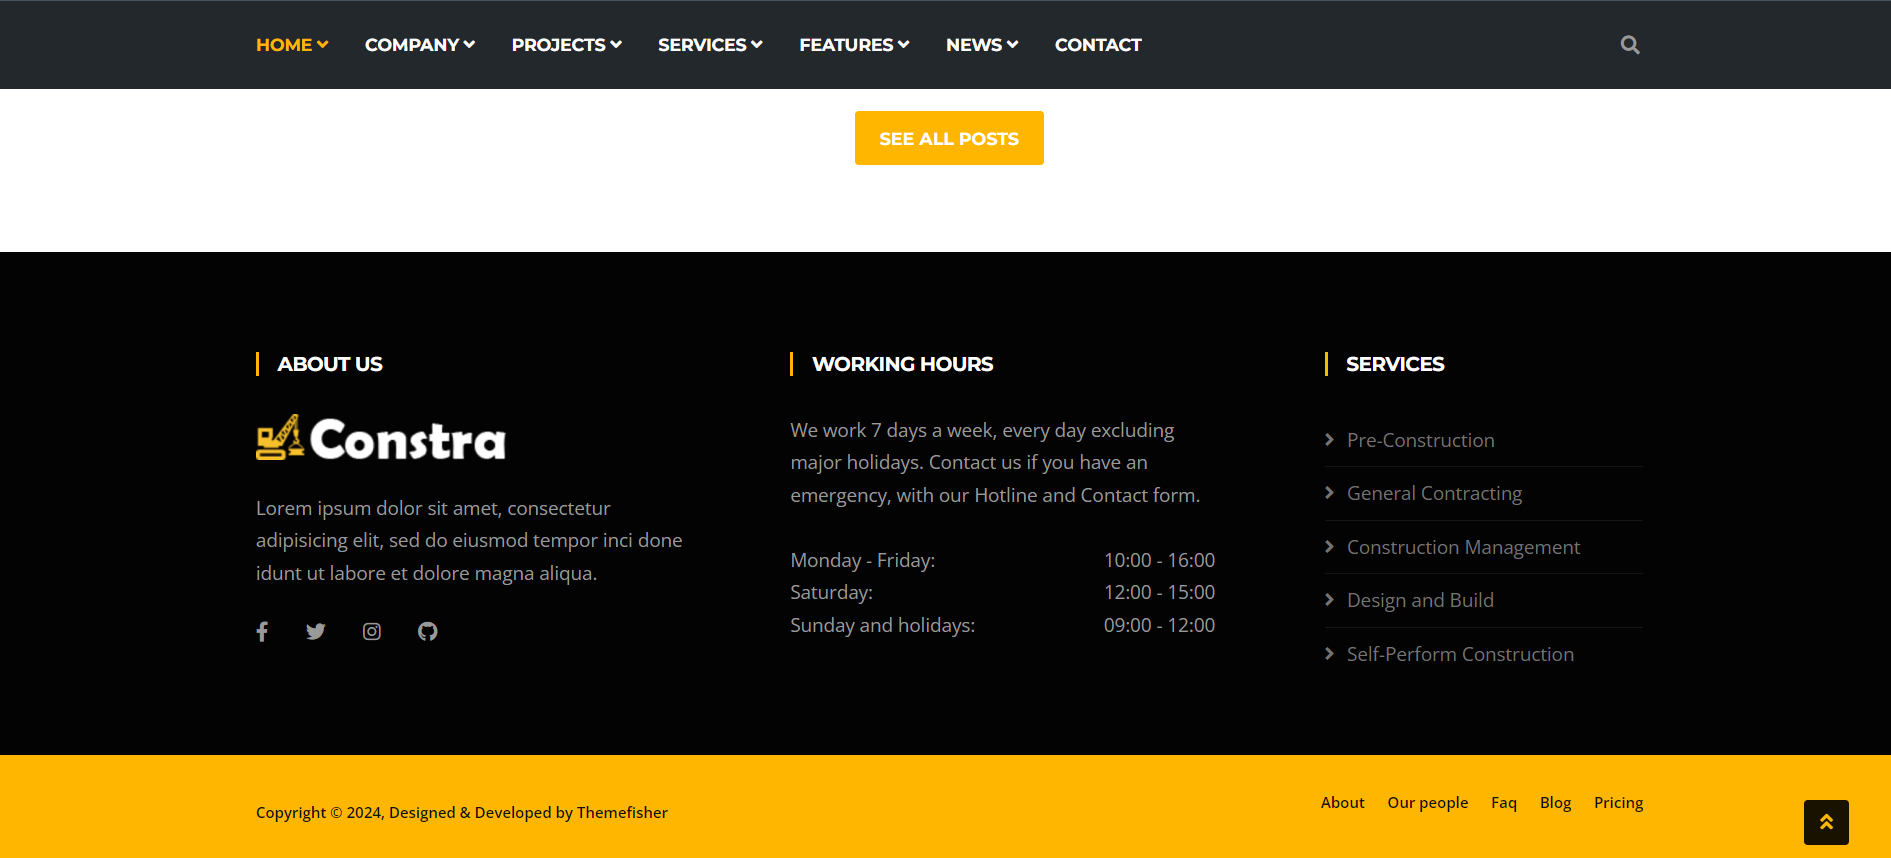 HOME COMPANY PROJECTS SERVICES FEATURES NEWS CONTACT
SEE ALL POSTS
ABOUT US
Constra
Lorem ipsum dolor sit amet, consectetur
adipisicing elit, sed do eiusmod tempor inci done
idunt ut labore et dolore magna aliqua.
WORKING HOURS
We work 7 days a week, every day excluding
major holidays. Contact us if you have an
emergency, with our Hotline and Contact form.
Monday - Friday: 10:00 - 16:00
Saturday: 12:00 - 15:00
Sunday and holidays: 09:00 - 12:00
SERVICES
Pre-Construction
General Contracting
Construction Management
Design and Build
Self-Perform Construction
Copyright © 2024, Designed & Developed by Themefisher
About Our people Faq Blog Pricing